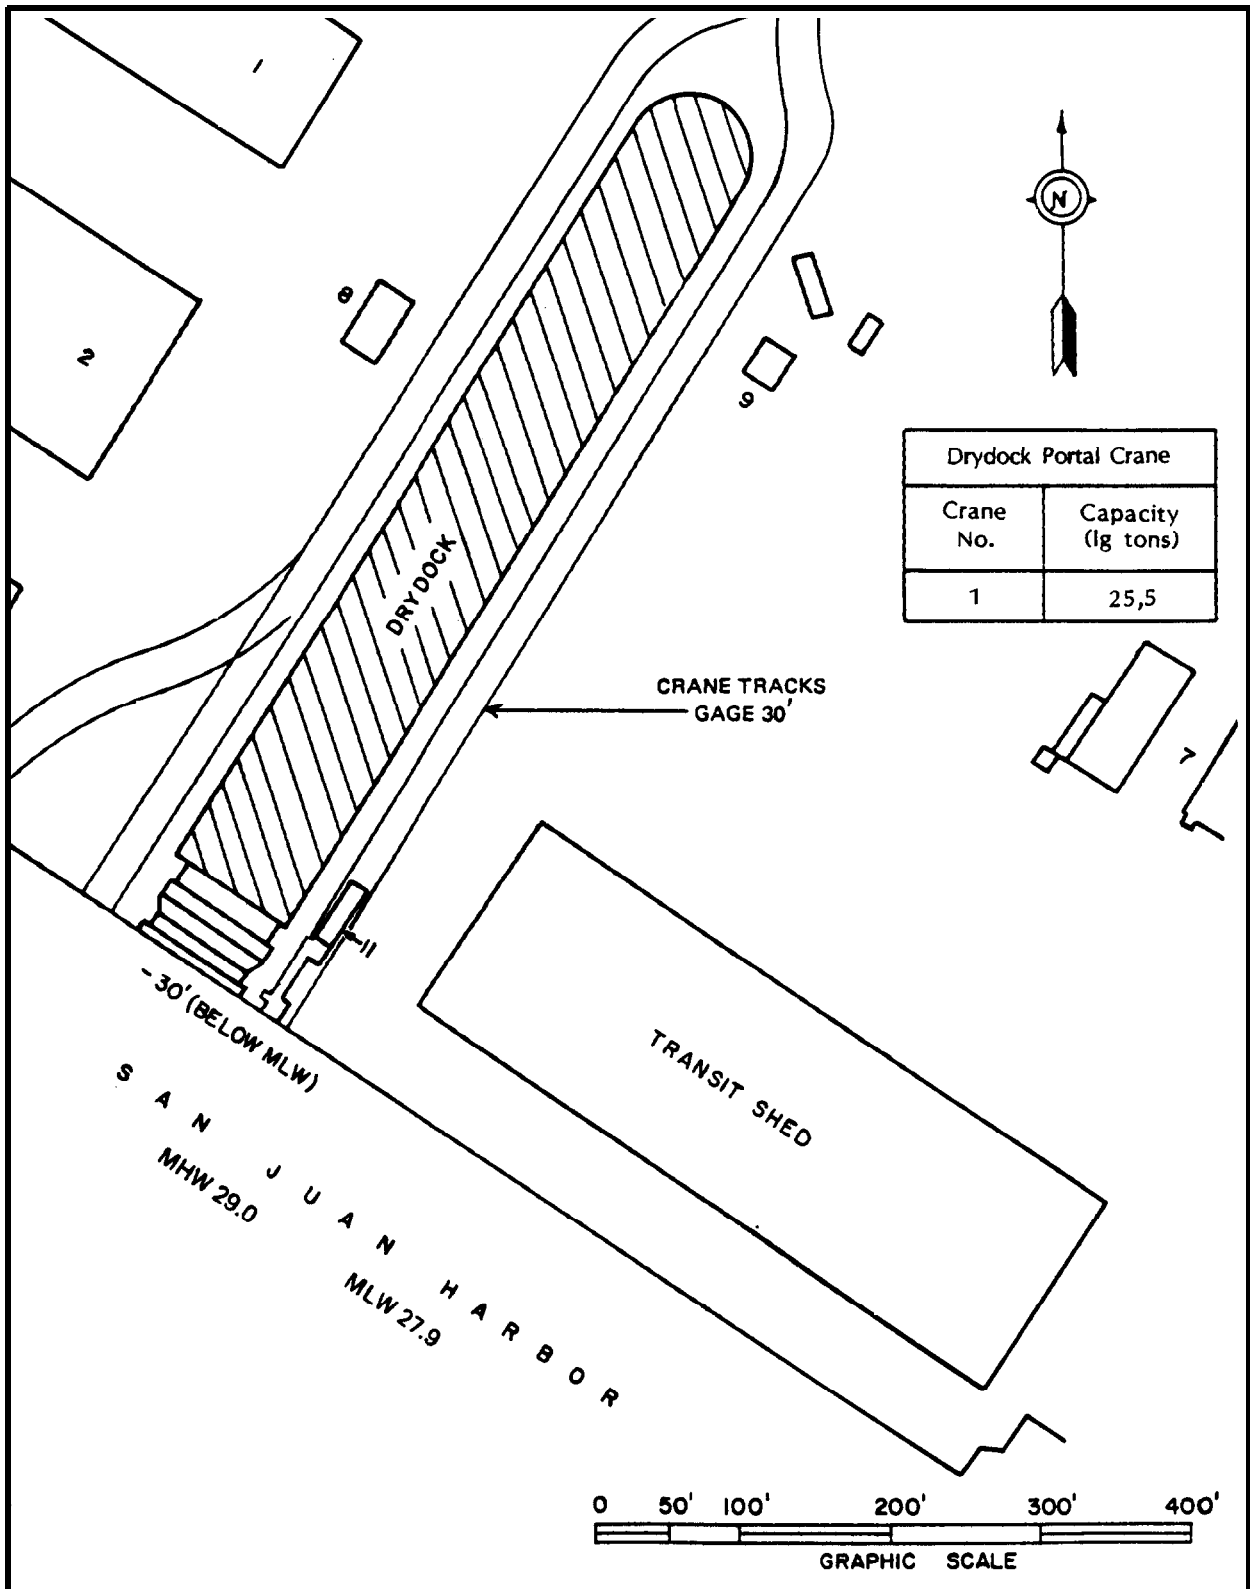 1
2
8
9
N
Drydock Portal Crane
Crane No.
Capacity (lg tons)
1
25,5
DRYDOCK
CRANE TRACKS
GAGE 30'
7
11
-30' (BELOW MLW)
TRANSIT SHED
SAN JUAN HARBOR
MHW 29.0
MLW 27.9
0 50' 100' 200' 300' 400'
GRAPHIC SCALE